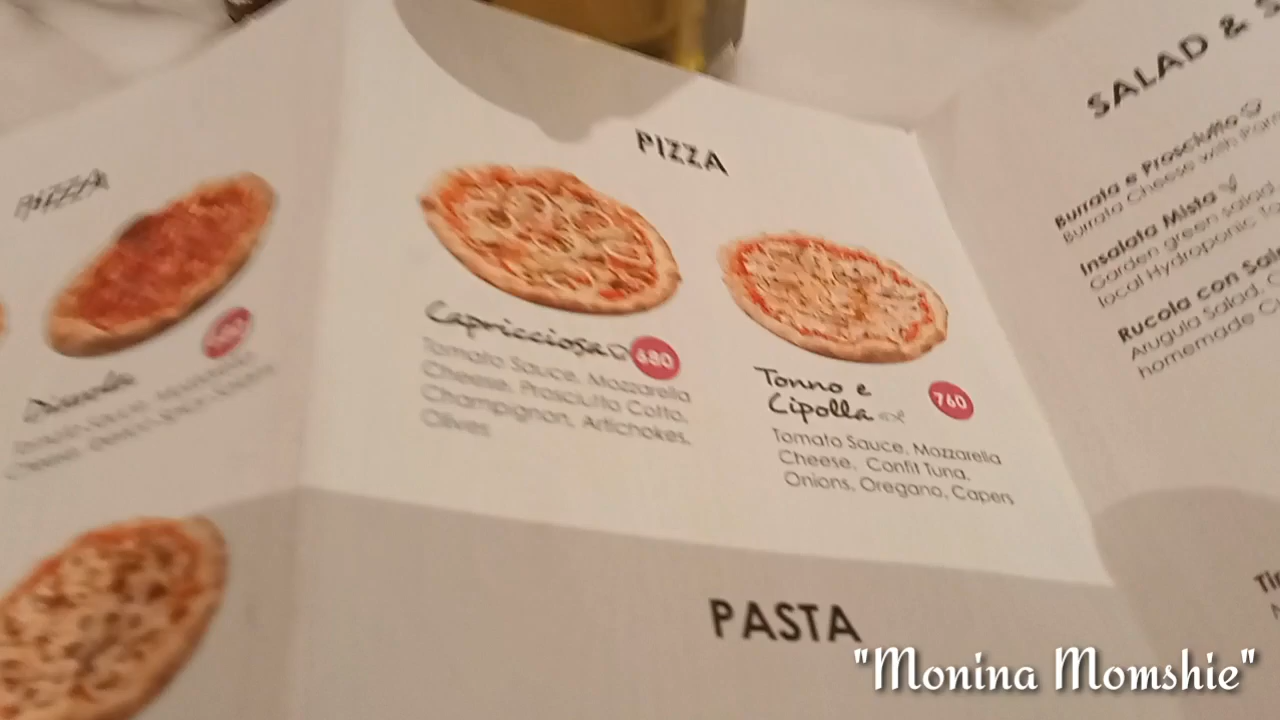 PIZZA
PIZZA
Capricciosa 680
Tomato Sauce, Mozzarella
Cheese, Prosciutto Cotto,
Champignon, Artichokes,
Olives
Tonno e
Cipolla 760
Tomato Sauce, Mozzarella
Cheese, Confit Tuna,
Onions, Oregano, Capers
PASTA
SALAD &
Burrata e Prosciutto
Burrata Cheese with
Insalata Mista
Garden green salad
local Hydroponic
Rucola con
Arugula Salad,
homemade
"Monina Momshie"